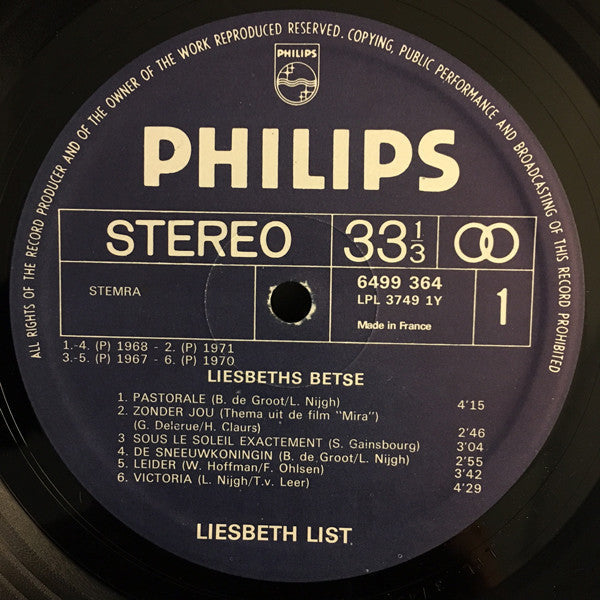 ALL RIGHTS OF THE RECORD PRODUCER AND OF THE OWNER OF THE WORK REPRODUCED RESERVED. COPYING, PUBLIC PERFORMANCE AND BROADCASTING OF THIS RECORD PROHIBITED
PHILIPS
PHILIPS
STEREO 33 1/3
STEMRA
6499 364
LPL 3749 1Y
Made in France
1
1.-4. (P) 1968 - 2. (P) 1971
3.-5. (P) 1967 - 6. (P) 1970
LIESBETHS BETSE
1. PASTORALE (B. de Groot/L. Nijgh) 4'15
2. ZONDER JOU (Thema uit de film "Mira")
(G. Delarue/H. Claurs) 2'46
3 SOUS LE SOLEIL EXACTEMENT (S. Gainsbourg) 3'04
4. DE SNEEUWKONINGIN (B. de Groot/L. Nijgh) 2'55
5. LEIDER (W. Hoffman/F. Ohlsen) 3'42
6. VICTORIA (L. Nijgh/T.v. Leer) 4'29
LIESBETH LIST